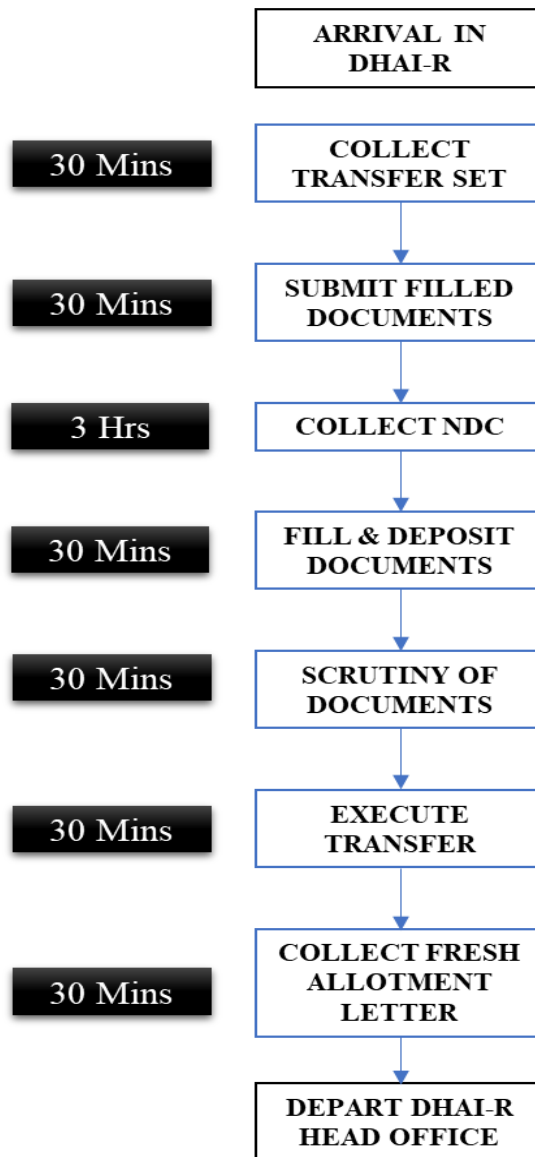 ARRIVAL IN
DHAI-R
30 Mins
COLLECT
TRANSFER SET
30 Mins
SUBMIT FILLED
DOCUMENTS
3 Hrs
COLLECT NDC
30 Mins
FILL & DEPOSIT
DOCUMENTS
30 Mins
SCRUTINY OF
DOCUMENTS
30 Mins
EXECUTE
TRANSFER
30 Mins
COLLECT FRESH
ALLOTMENT
LETTER
DEPART DHAI-R
HEAD OFFICE